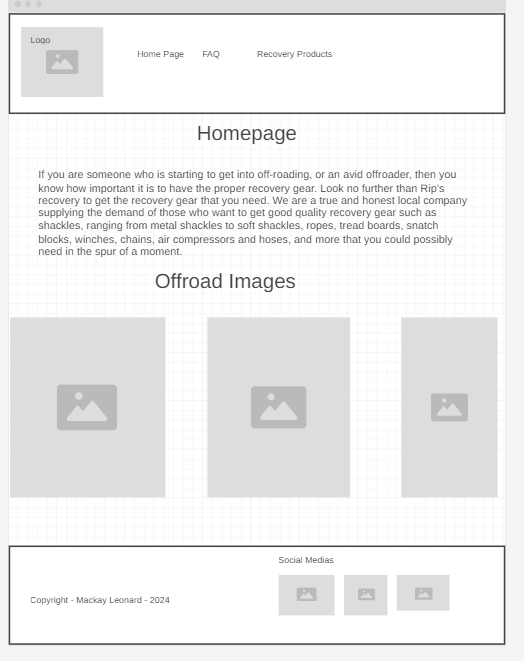 Logo
Home Page FAQ Recovery Products
Homepage
If you are someone who is starting to get into off-roading, or an avid offroader, then you
know how important it is to have the proper recovery gear. Look no further than Rip's
recovery to get the recovery gear that you need. We are a true and honest local company
supplying the demand of those who want to get good quality recovery gear such as
shackles, ranging from metal shackles to soft shackles, ropes, tread boards, snatch
blocks, winches, chains, air compressors and hoses, and more that you could possibly
need in the spur of a moment.
Offroad Images
Social Medias
Copyright - Mackay Leonard - 2024